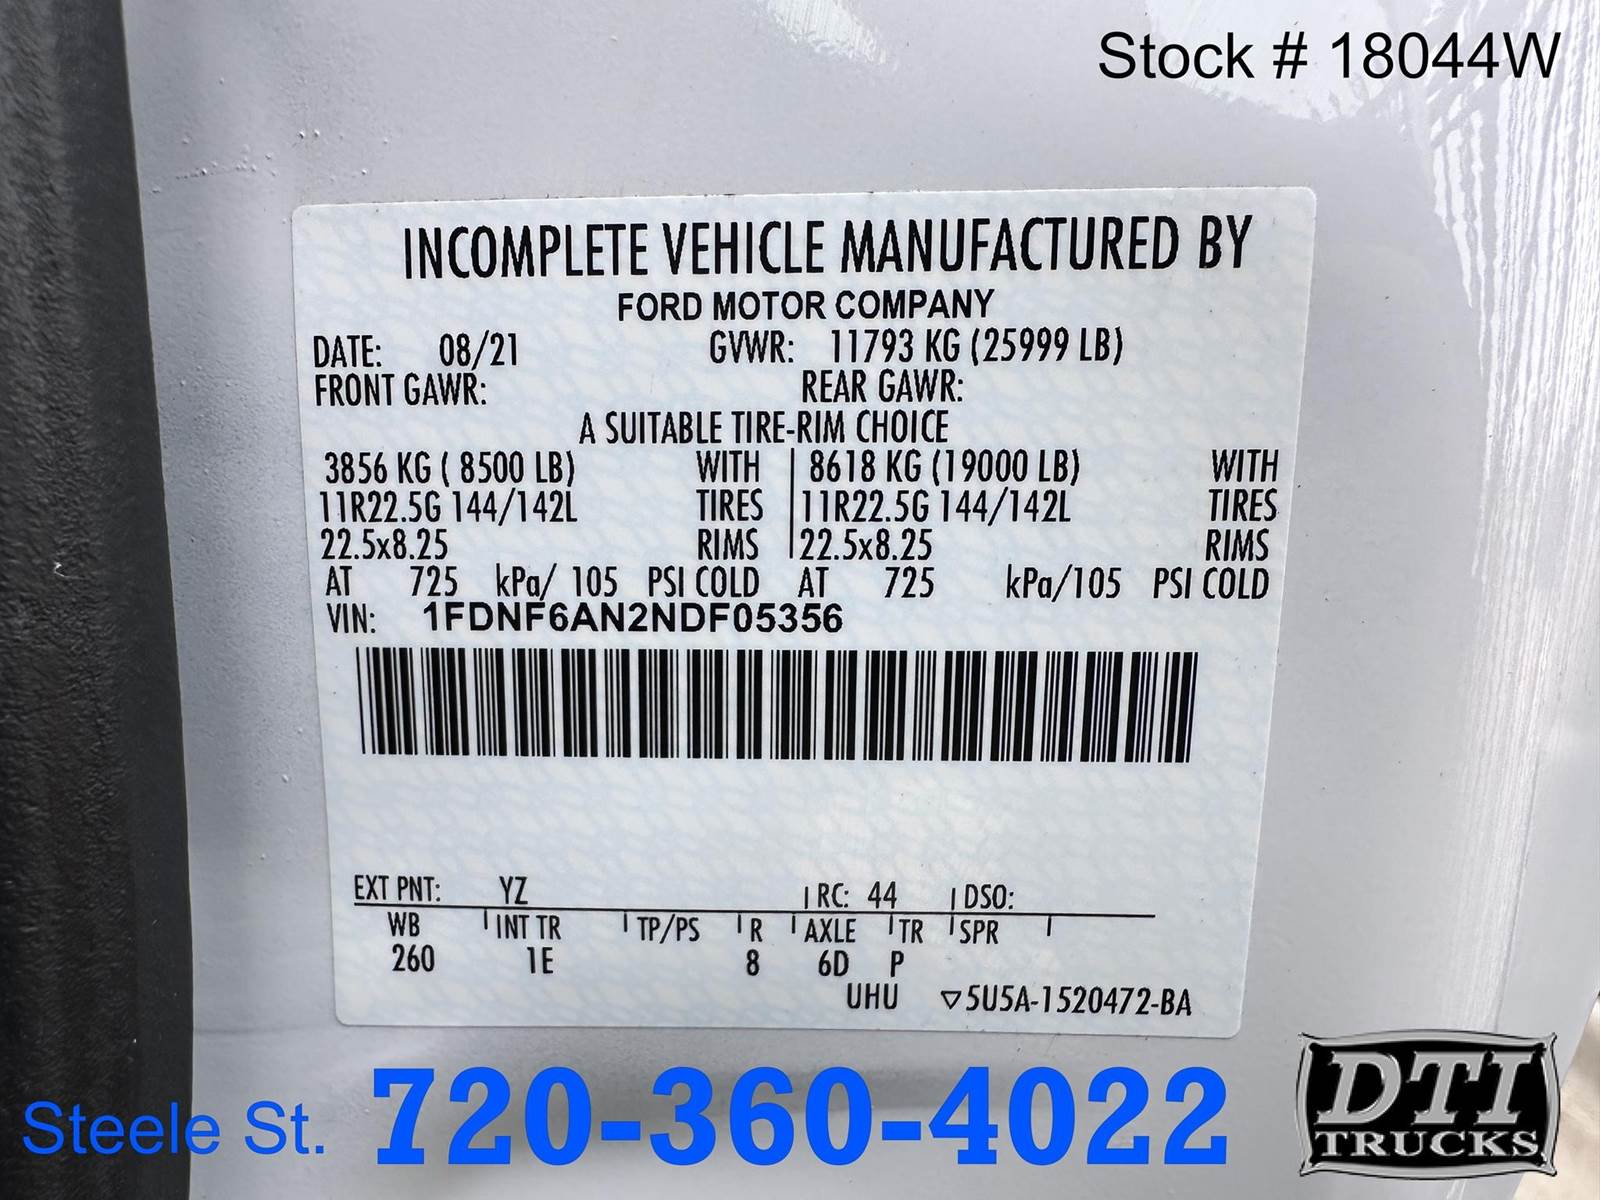 Stock # 18044W
INCOMPLETE VEHICLE MANUFACTURED BY
FORD MOTOR COMPANY
DATE: 08/21 GVWR: 11793 KG (25999 LB)
FRONT GAWR: REAR GAWR:
A SUITABLE TIRE-RIM CHOICE
3856 KG ( 8500 LB) WITH 8618 KG (19000 LB) WITH
11R22.5G 144/142L TIRES 11R22.5G 144/142L TIRES
22.5x8.25 RIMS 22.5x8.25 RIMS
AT 725 kPa/ 105 PSI COLD AT 725 kPa/105 PSI COLD
VIN: 1FDNF6AN2NDF05356
EXT PNT: YZ RC: 44 DSO:
WB INT TR TP/PS R AXLE TR SPR
260 1E 8 6D P
UHU ▽5U5A-1520472-BA
Steele St. 720-360-4022
DTI
TRUCKS